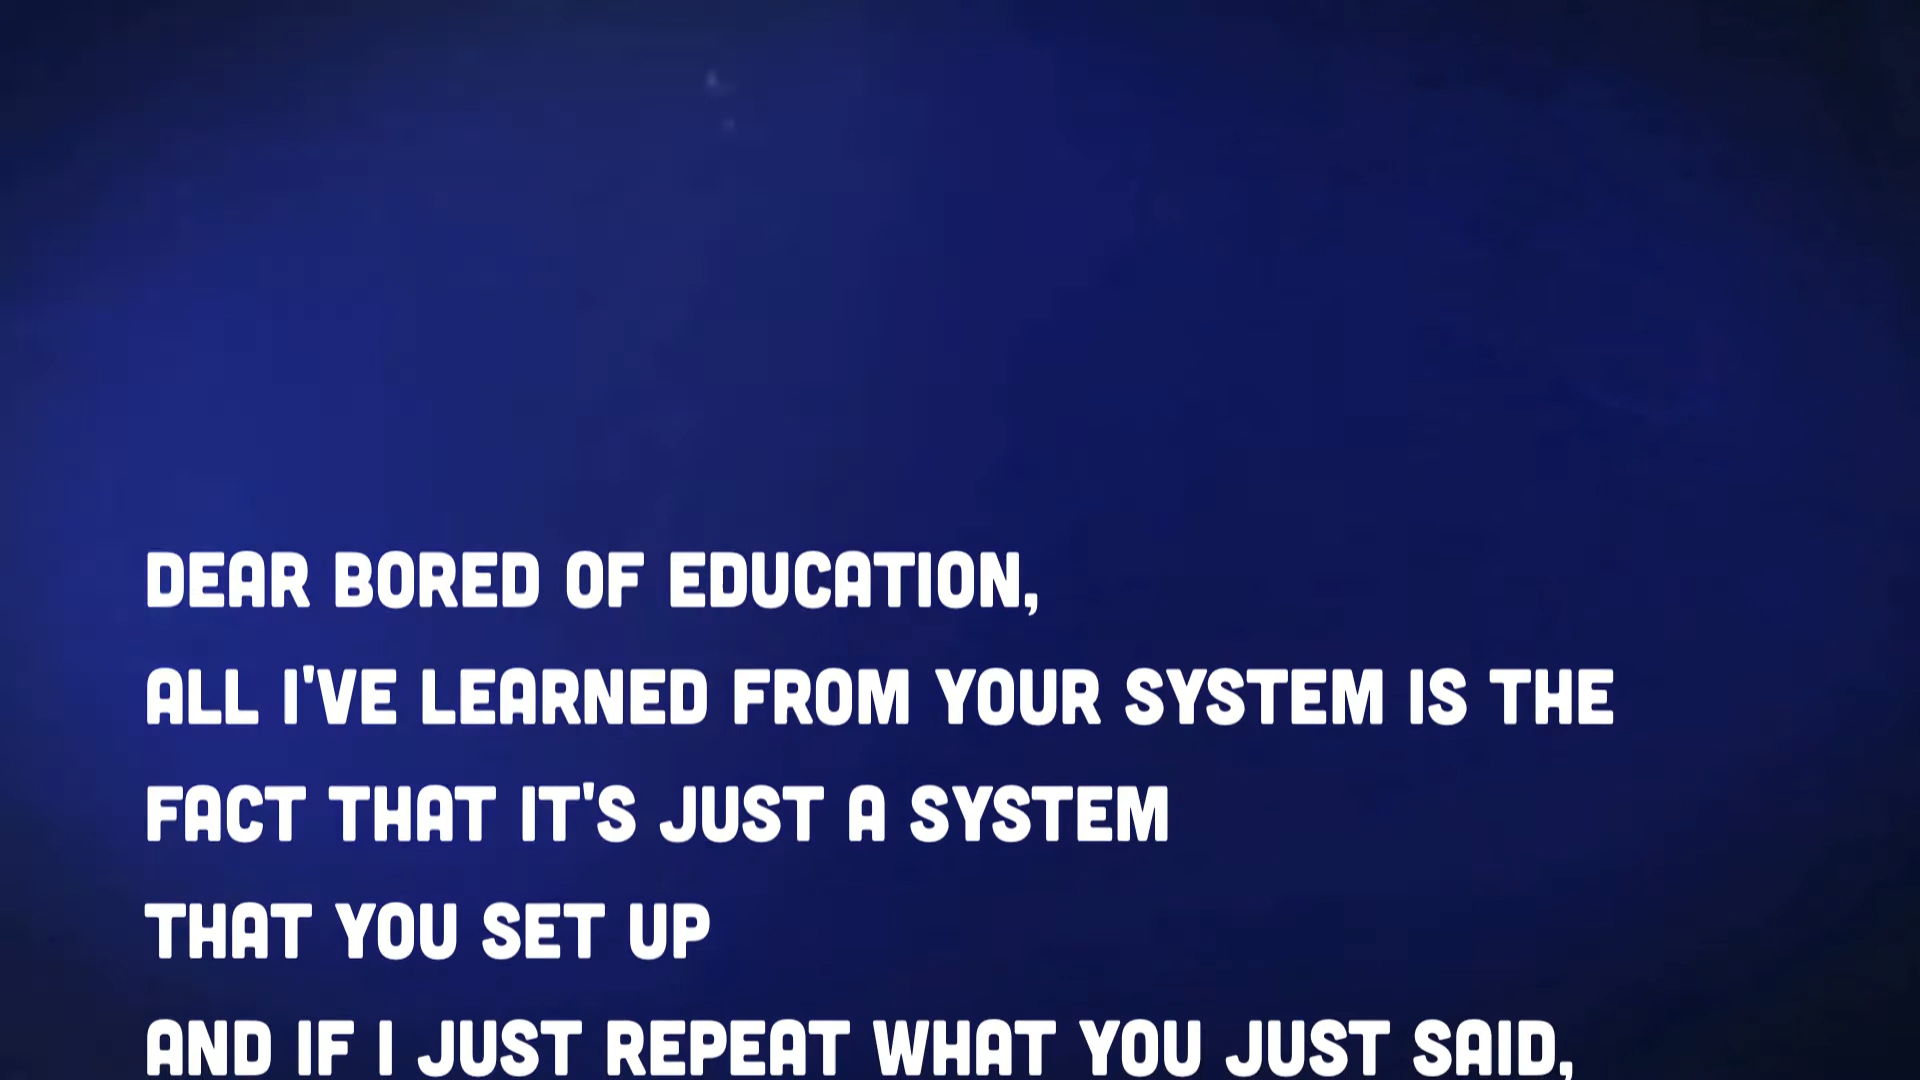 DEAR BORED OF EDUCATION,
ALL I'VE LEARNED FROM YOUR SYSTEM IS THE
FACT THAT IT'S JUST A SYSTEM
THAT YOU SET UP
AND IF I JUST REPEAT WHAT YOU JUST SAID,